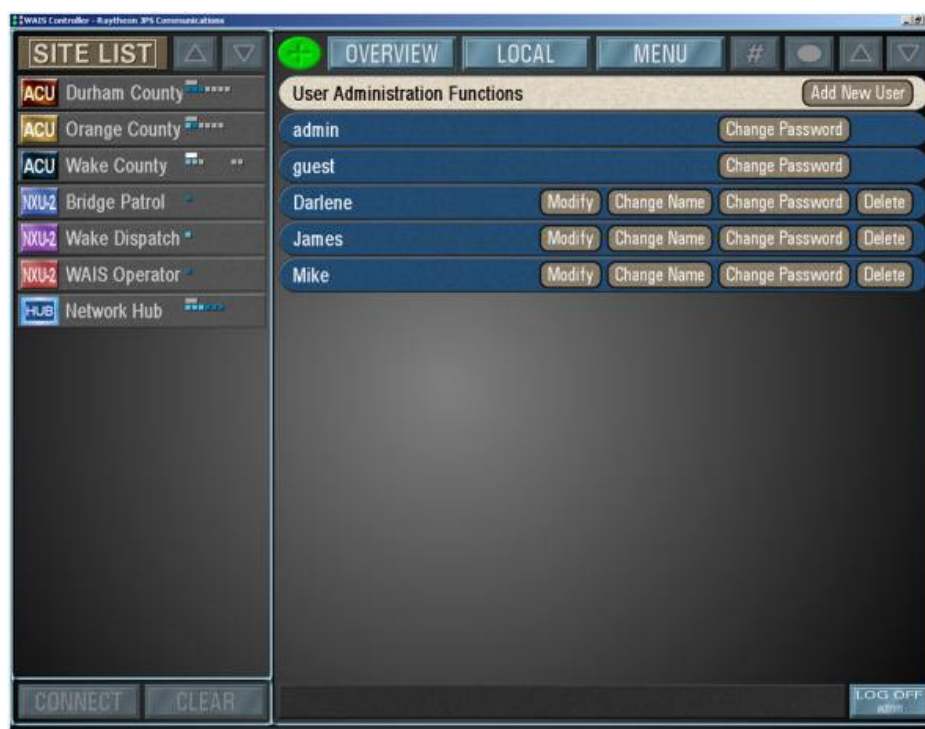 WAIS Controller - Raytheon JPS Communications
SITE LIST
OVERVIEW LOCAL MENU #
ACU Durham County
ACU Orange County
ACU Wake County
NXU-2 Bridge Patrol
NXU-2 Wake Dispatch
NXU-2 WAIS Operator
HUB Network Hub
User Administration Functions Add New User
admin Change Password
guest Change Password
Darlene Modify Change Name Change Password Delete
James Modify Change Name Change Password Delete
Mike Modify Change Name Change Password Delete
CONNECT CLEAR
LOG OFF
admin